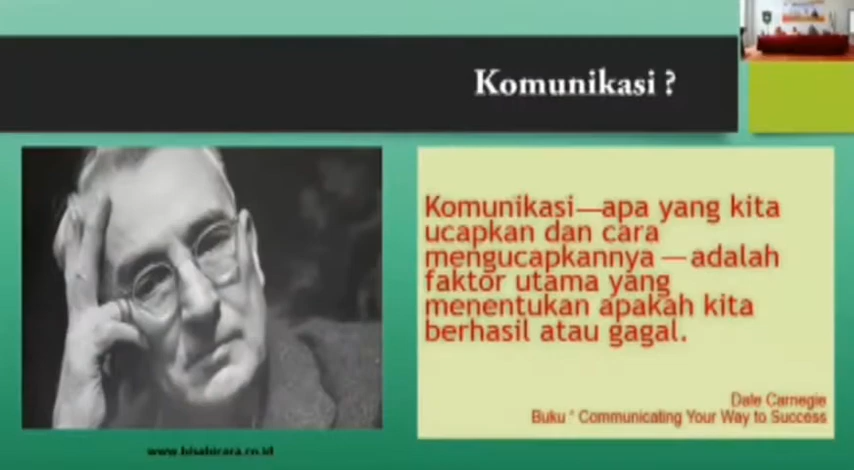 Komunikasi ?
Komunikasi—apa yang kita
ucapkan dan cara
mengucapkannya — adalah
faktor utama yang
menentukan apakah kita
berhasil atau gagal.
Dale Carnegie
Buku " Communicating Your Way to Success
www.bisabicara.co.id